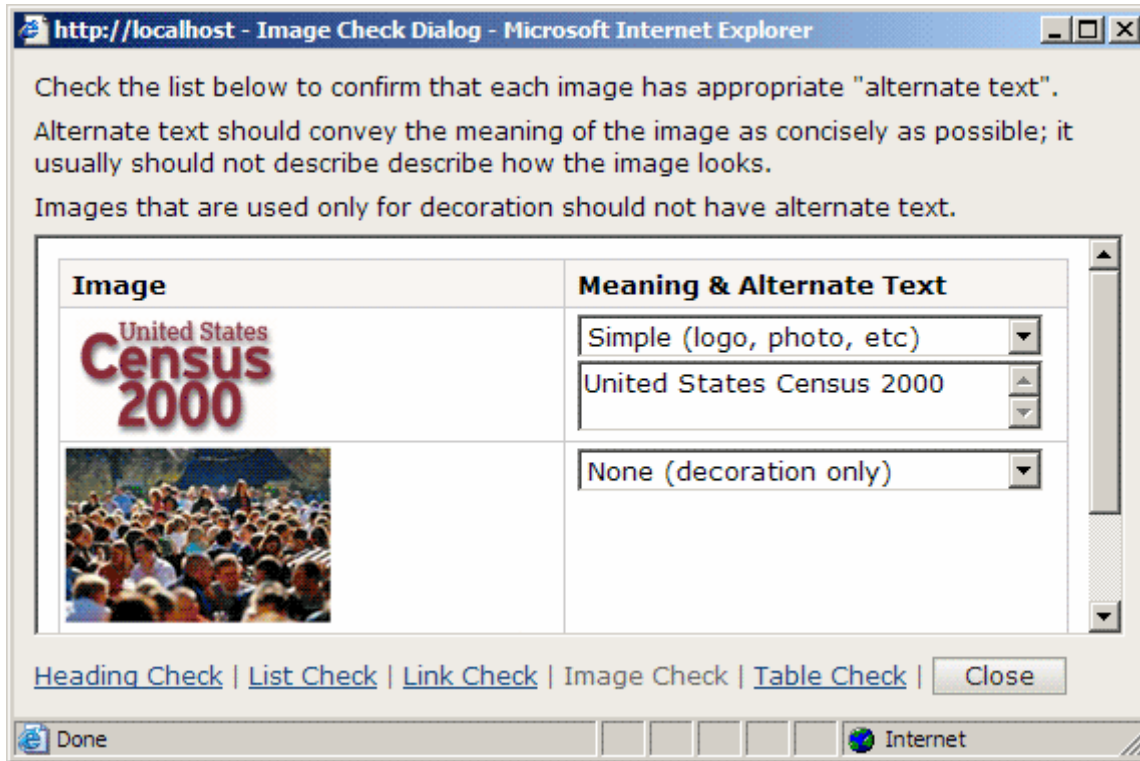 http://localhost - Image Check Dialog - Microsoft Internet Explorer
Check the list below to confirm that each image has appropriate "alternate text".
Alternate text should convey the meaning of the image as concisely as possible; it
usually should not describe describe how the image looks.
Images that are used only for decoration should not have alternate text.
Image
Meaning & Alternate Text
United States
Census
2000
Simple (logo, photo, etc)
United States Census 2000
None (decoration only)
Heading Check | List Check | Link Check | Image Check | Table Check | Close
Done
Internet